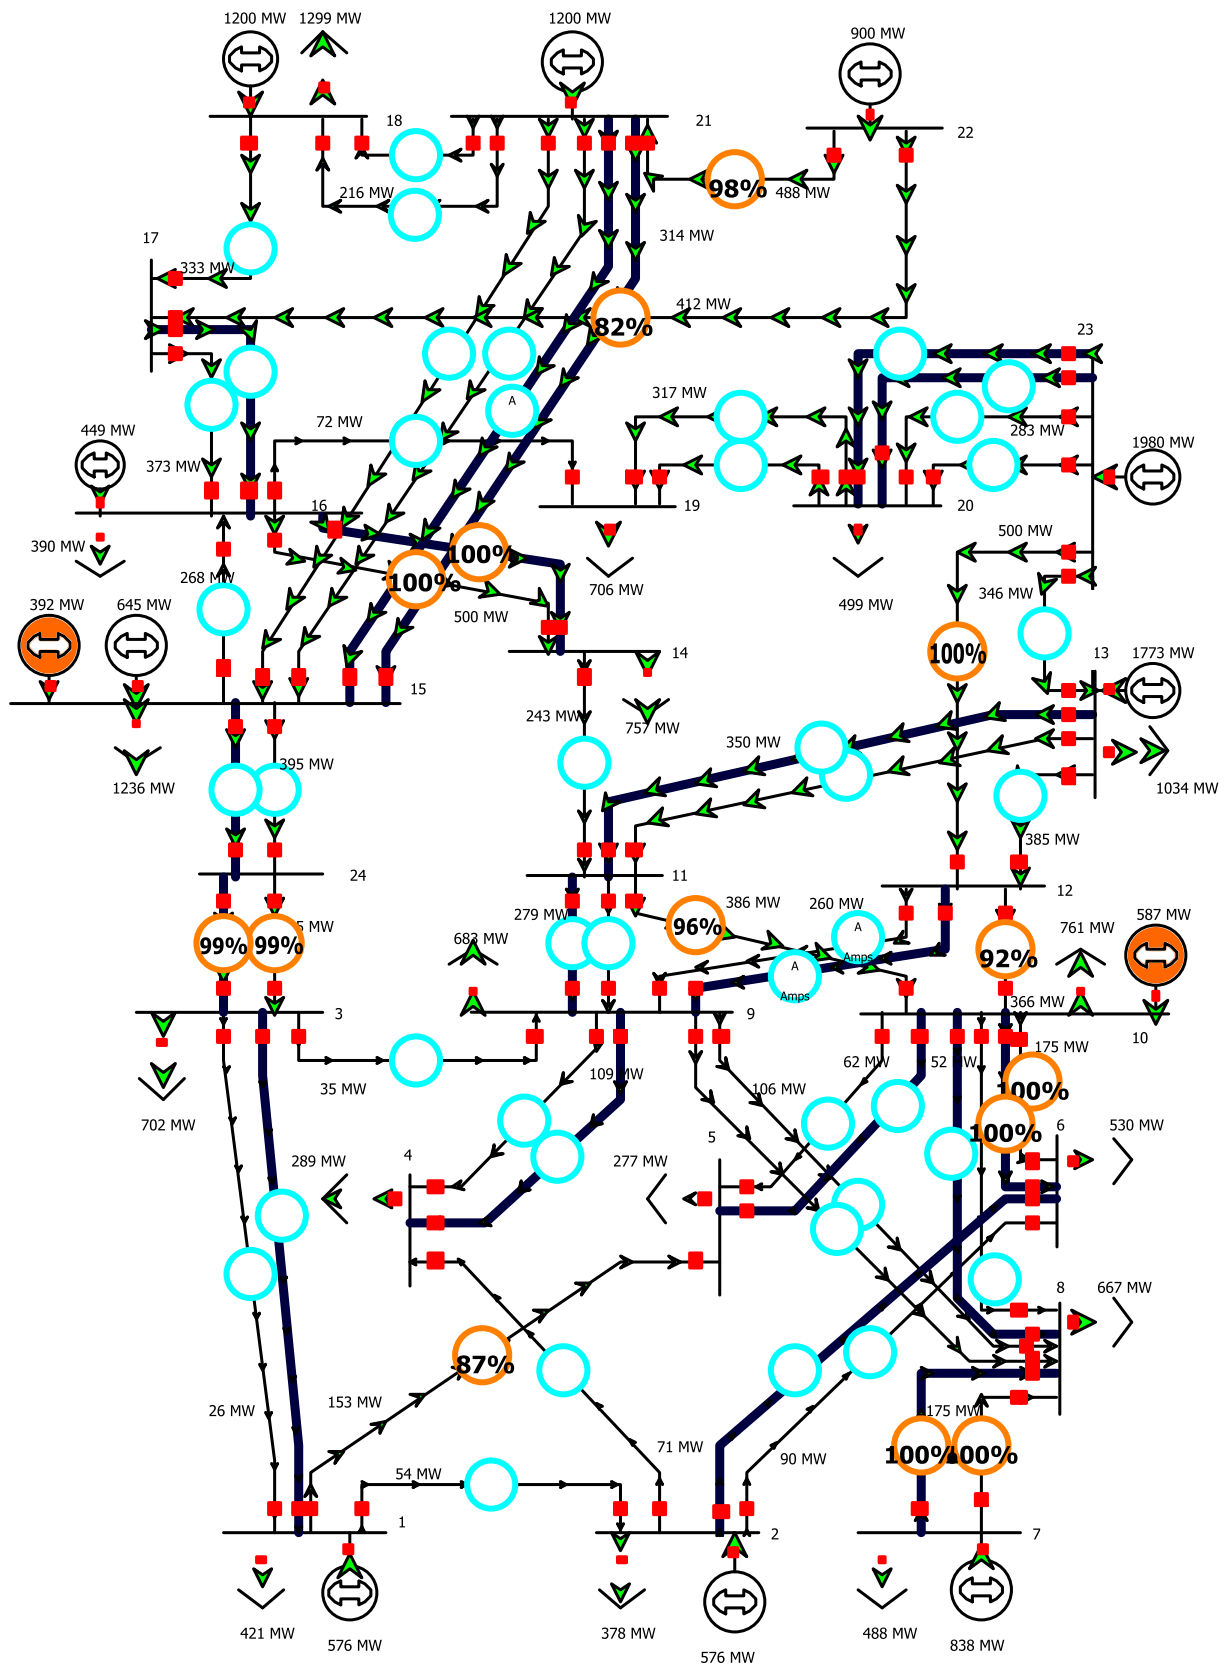 1200 MW
1299 MW
1200 MW
900 MW
18
21
22
98%
216 MW
488 MW
314 MW
17
333 MW
412 MW
82%
23
A
317 MW
72 MW
283 MW
449 MW
1980 MW
373 MW
16
19
20
500 MW
390 MW
100%
100%
268 MW
706 MW
499 MW
346 MW
392 MW
645 MW
500 MW
100%
14
13
1773 MW
15
243 MW
757 MW
350 MW
395 MW
1236 MW
1034 MW
385 MW
24
11
12
279 MW
386 MW
260 MW
A
Amps
761 MW
587 MW
683 MW
96%
99%
99%
92%
A
Amps
366 MW
3
9
10
35 MW
109 MW
106 MW
62 MW
52 MW
175 MW
100%
702 MW
100%
6
530 MW
4
5
289 MW
277 MW
8
667 MW
87%
26 MW
153 MW
175 MW
54 MW
71 MW
90 MW
100%
100%
1
2
7
421 MW
576 MW
378 MW
576 MW
488 MW
838 MW